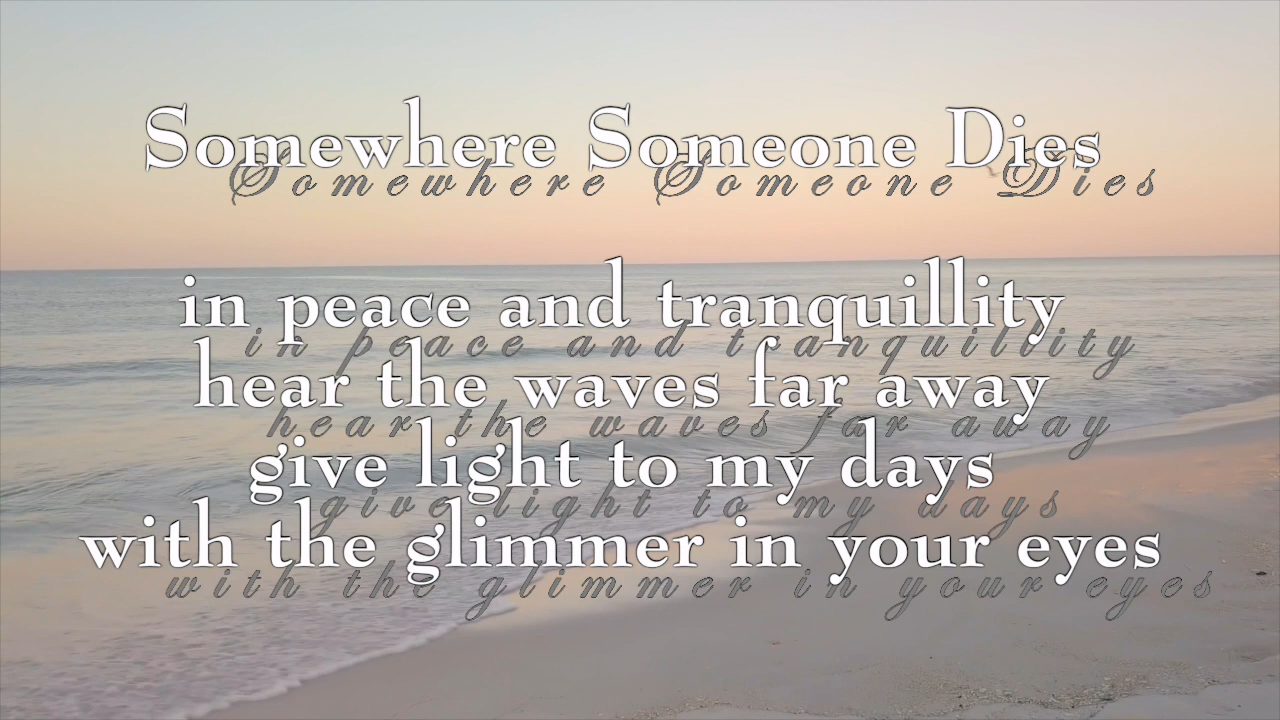 Somewhere Someone Dies
Somewhere Someone Dies
in peace and tranquillity
in peace and tranquillity
hear the waves far away
hear the waves far away
give light to my days
give light to my days
with the glimmer in your eyes
with the glimmer in your eyes